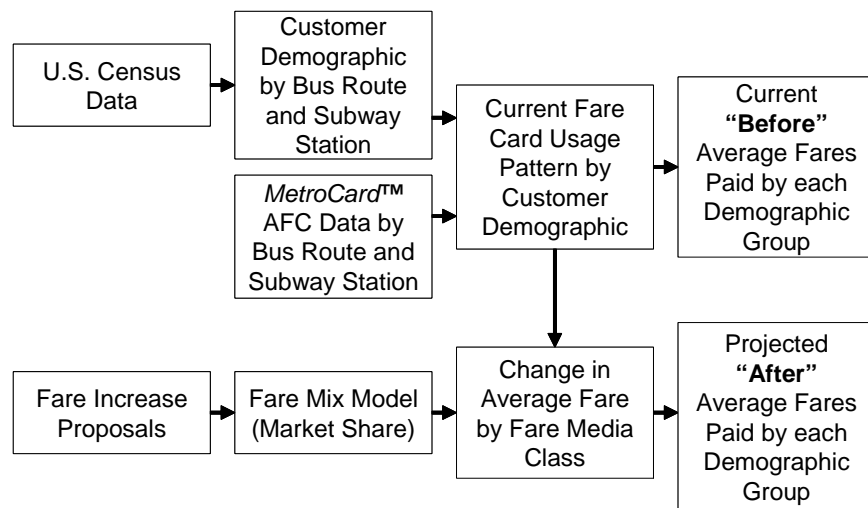 U.S. Census
Data
Customer
Demographic
by Bus Route
and Subway
Station
MetroCard™
AFC Data by
Bus Route and
Subway Station
Current Fare
Card Usage
Pattern by
Customer
Demographic
Current
“Before”
Average Fares
Paid by each
Demographic
Group
Fare Increase
Proposals
Fare Mix Model
(Market Share)
Change in
Average Fare
by Fare Media
Class
Projected
“After”
Average Fares
Paid by each
Demographic
Group